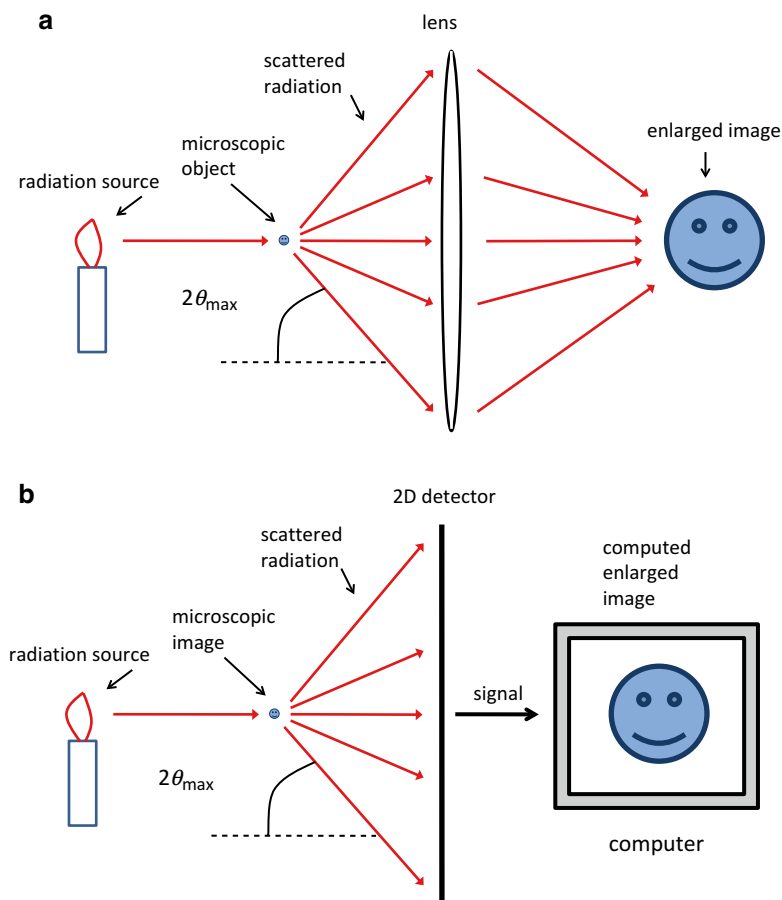 a
lens
scattered
radiation
enlarged image
microscopic
object
radiation source
2θmax
b
2D detector
scattered
radiation
computed
enlarged
image
microscopic
image
radiation source
signal
2θmax
computer